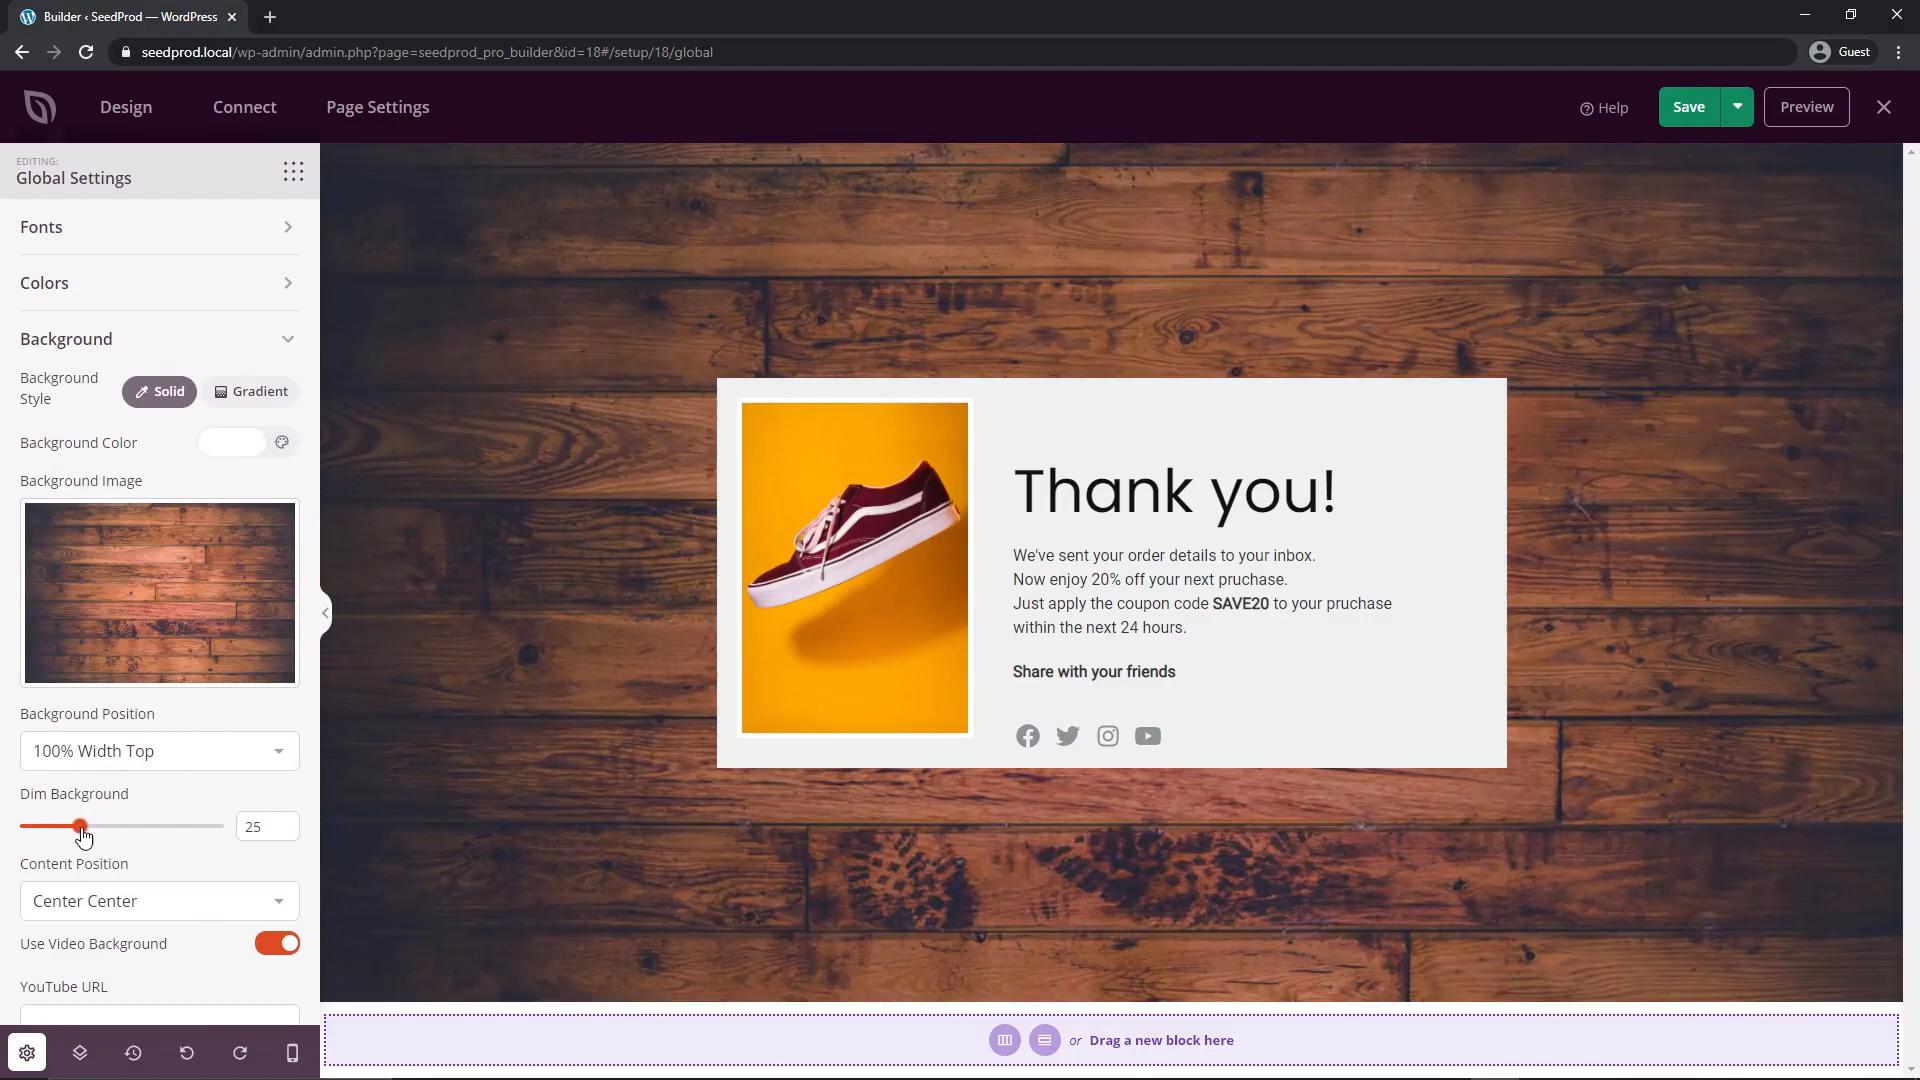 Builder ‹ SeedProd — WordPress
seedprod.local/wp-admin/admin.php?page=seedprod_pro_builder&id=18#/setup/18/global
Guest
Design
Connect
Page Settings
Help
Save
Preview
EDITING:
Global Settings
Fonts
Colors
Background
Background
Style
Solid
Gradient
Background Color
Background Image
Background Position
100% Width Top
Dim Background
25
Content Position
Center Center
Use Video Background
YouTube URL
Thank you!
We've sent your order details to your inbox.
Now enjoy 20% off your next pruchase.
Just apply the coupon code SAVE20 to your pruchase
within the next 24 hours.
Share with your friends
or Drag a new block here